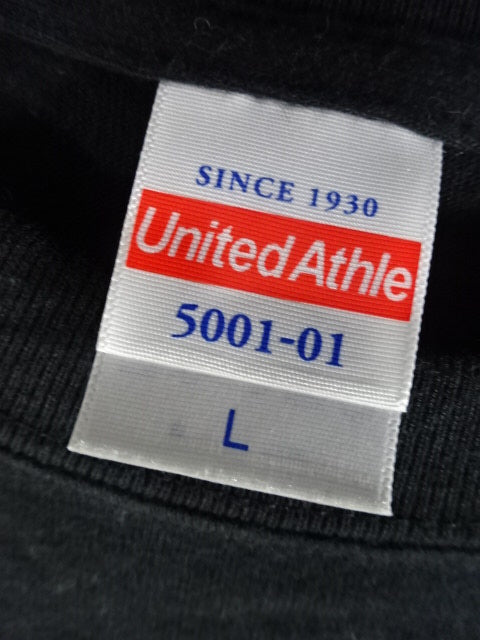 SINCE 1930
United Athle
5001-01
L